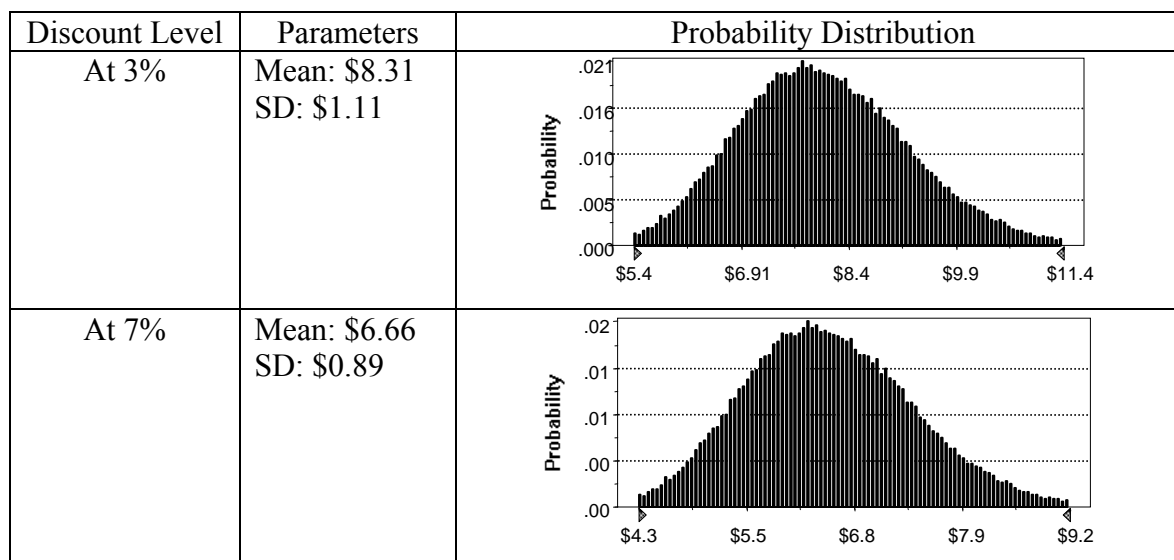 Discount Level Parameters Probability Distribution
At 3% Mean: $8.31
SD: $1.11
Probability
.021
.016
.010
.005
.000
$5.4 $6.91 $8.4 $9.9 $11.4
At 7% Mean: $6.66
SD: $0.89
Probability
.02
.01
.01
.00
.00
$4.3 $5.5 $6.8 $7.9 $9.2